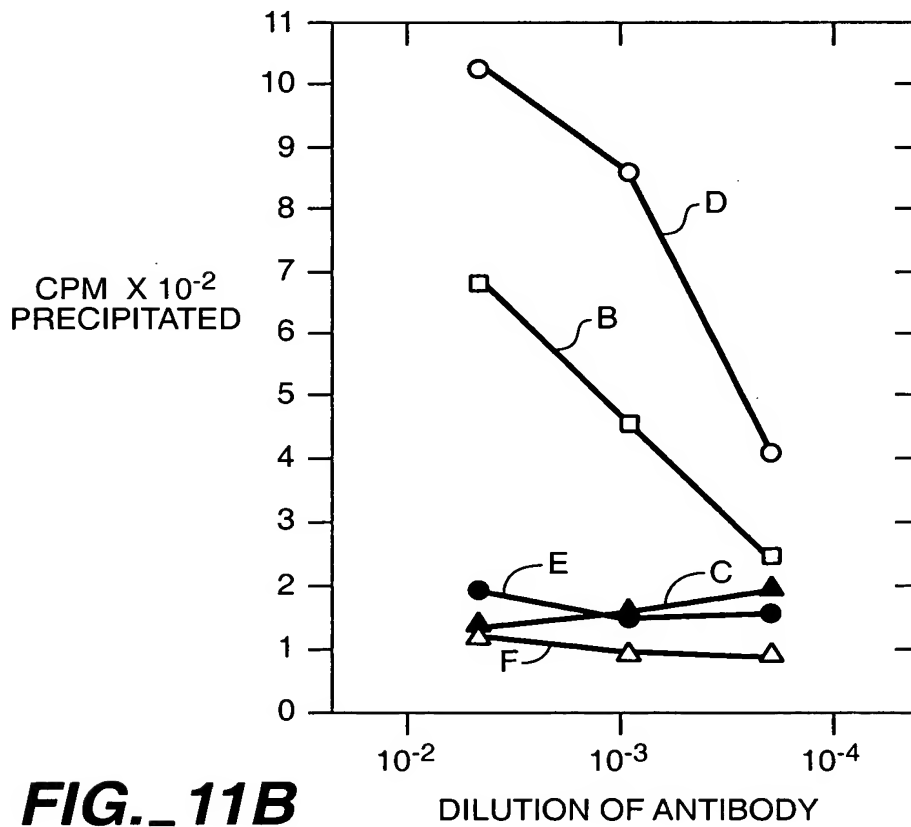 11
10
9
8
7
6
5
4
3
2
1
0
CPM X 10⁻²
PRECIPITATED
D
B
E
C
F
10⁻²
10⁻³
10⁻⁴
FIG._11B
DILUTION OF ANTIBODY